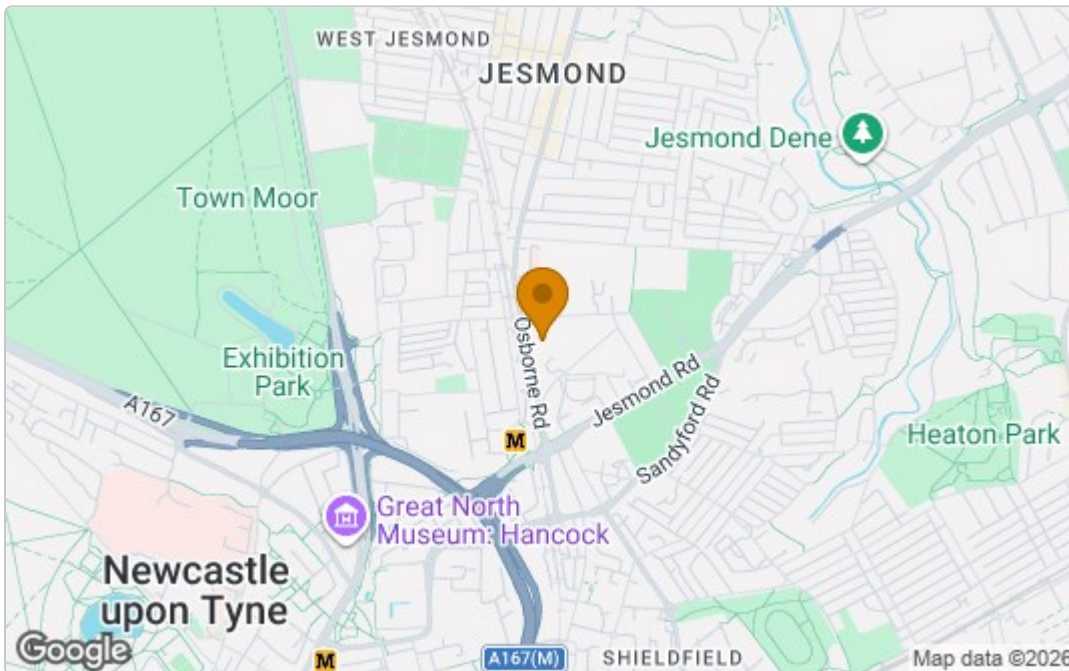 WEST JESMOND
JESMOND
Jesmond Dene
Town Moor
Osborne Rd
Exhibition
Park
Jesmond Rd
A167
Sandyford Rd
Heaton Park
M
Great North
Museum: Hancock
Newcastle
upon Tyne
Google
M
A167(M)
SHIELDFIELD
Map data ©2026